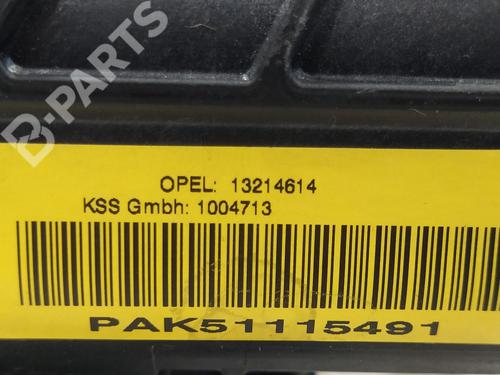 OPEL: 13214614
KSS Gmbh: 1004713
PAK51115491
B-PARTS